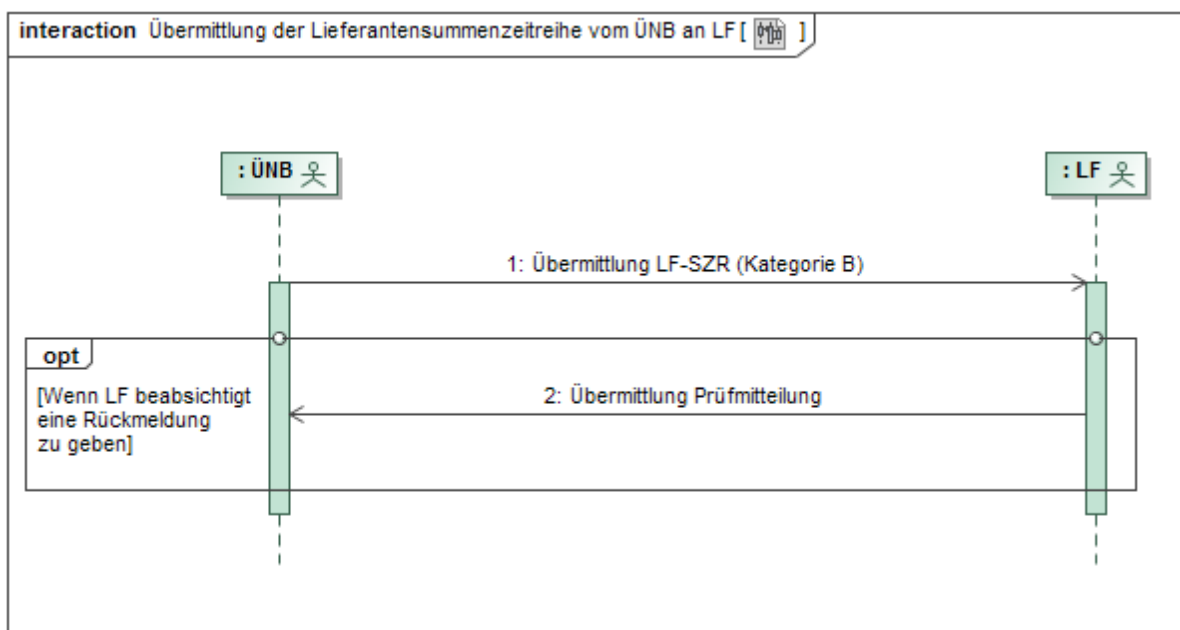 interaction Übermittlung der Lieferantensummenzeitreihe vom ÜNB an LF [ ]
: ÜNB
: LF
1: Übermittlung LF-SZR (Kategorie B)
opt
[Wenn LF beabsichtigt
eine Rückmeldung
zu geben]
2: Übermittlung Prüfmitteilung